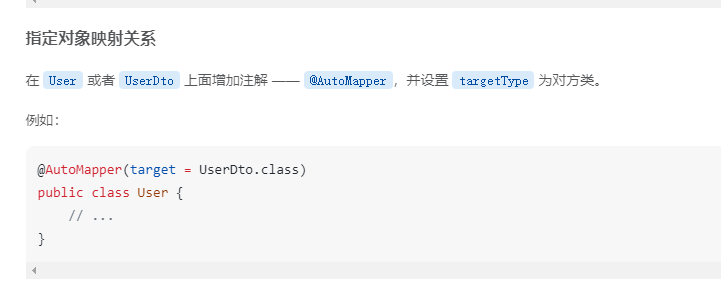 指定对象映射关系
在 User 或者 UserDto 上面增加注解 —— @AutoMapper，并设置 targetType 为对方类。
例如：
@AutoMapper(target = UserDto.class)
public class User {
    // ...
}